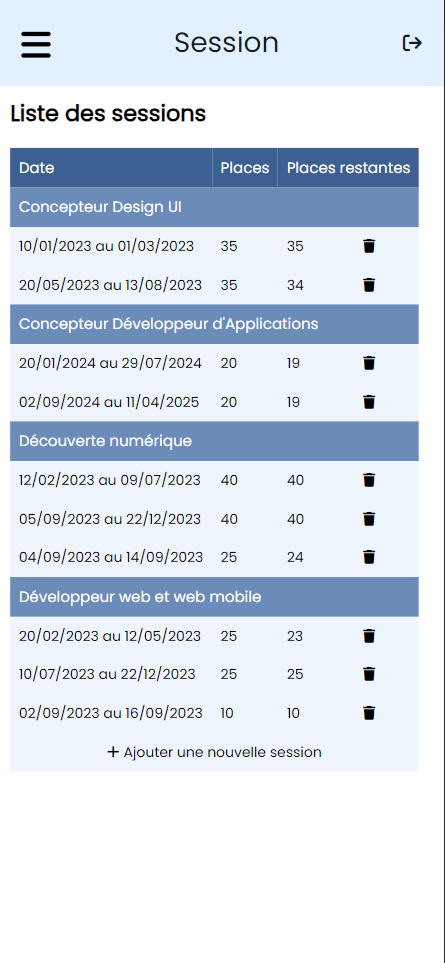 Session
Liste des sessions
Date Places Places restantes
Concepteur Design UI
10/01/2023 au 01/03/2023 35 35
20/05/2023 au 13/08/2023 35 34
Concepteur Développeur d'Applications
20/01/2024 au 29/07/2024 20 19
02/09/2024 au 11/04/2025 20 19
Découverte numérique
12/02/2023 au 09/07/2023 40 40
05/09/2023 au 22/12/2023 40 40
04/09/2023 au 14/09/2023 25 24
Développeur web et web mobile
20/02/2023 au 12/05/2023 25 23
10/07/2023 au 22/12/2023 25 25
02/09/2023 au 16/09/2023 10 10
+ Ajouter une nouvelle session